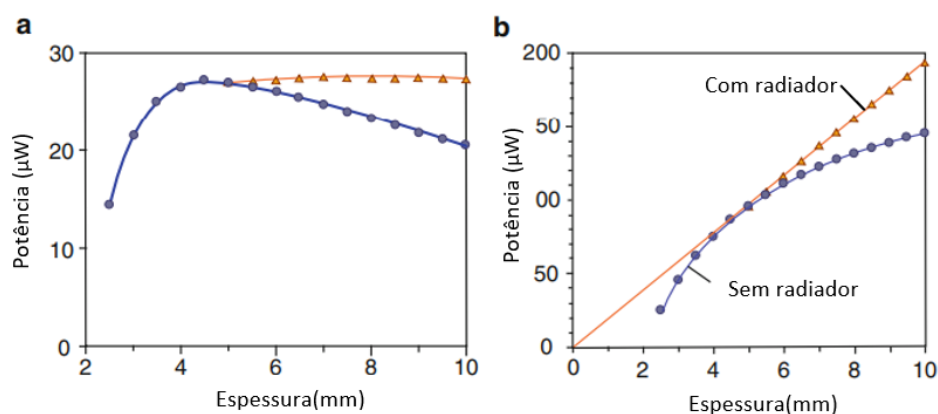 a
30
20
10
0
Potência (μW)
2 4 6 8 10
Espessura(mm)
b
200
50
00
50
00
Potência (μW)
Com radiador
Sem radiador
0 2 4 6 8 10
Espessura(mm)